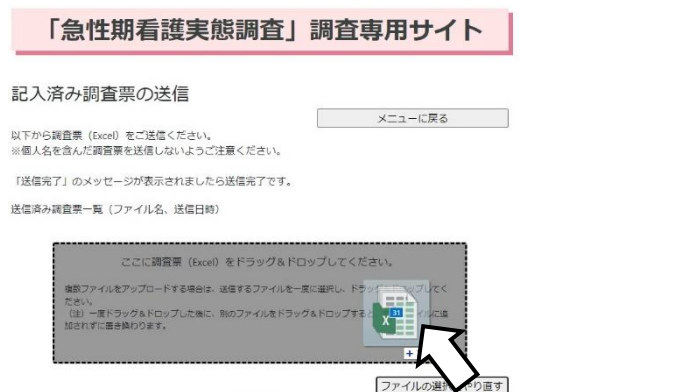 「急性期看護実態調査」調査専用サイト
記入済み調査票の送信
メニューに戻る
以下から調査票（Excel）をご送信ください。
※個人名を含んだ調査票を送信しないようご注意ください。
「送信完了」のメッセージが表示されましたら送信完了です。
送信済み調査票一覧（ファイル名、送信日時）
ここに調査票（Excel）をドラッグ＆ドロップしてください。
複数ファイルをアップロードする場合は、送信するファイルを一度に選択し、ドラッグ ドロップしてく
ださい。
（注）一度ドラッグ＆ドロップした後に、別のファイルをドラッグ＆ドロップすると イルに追
加されずに置き換わります。
X
31
+
ファイルの選択 やり直す